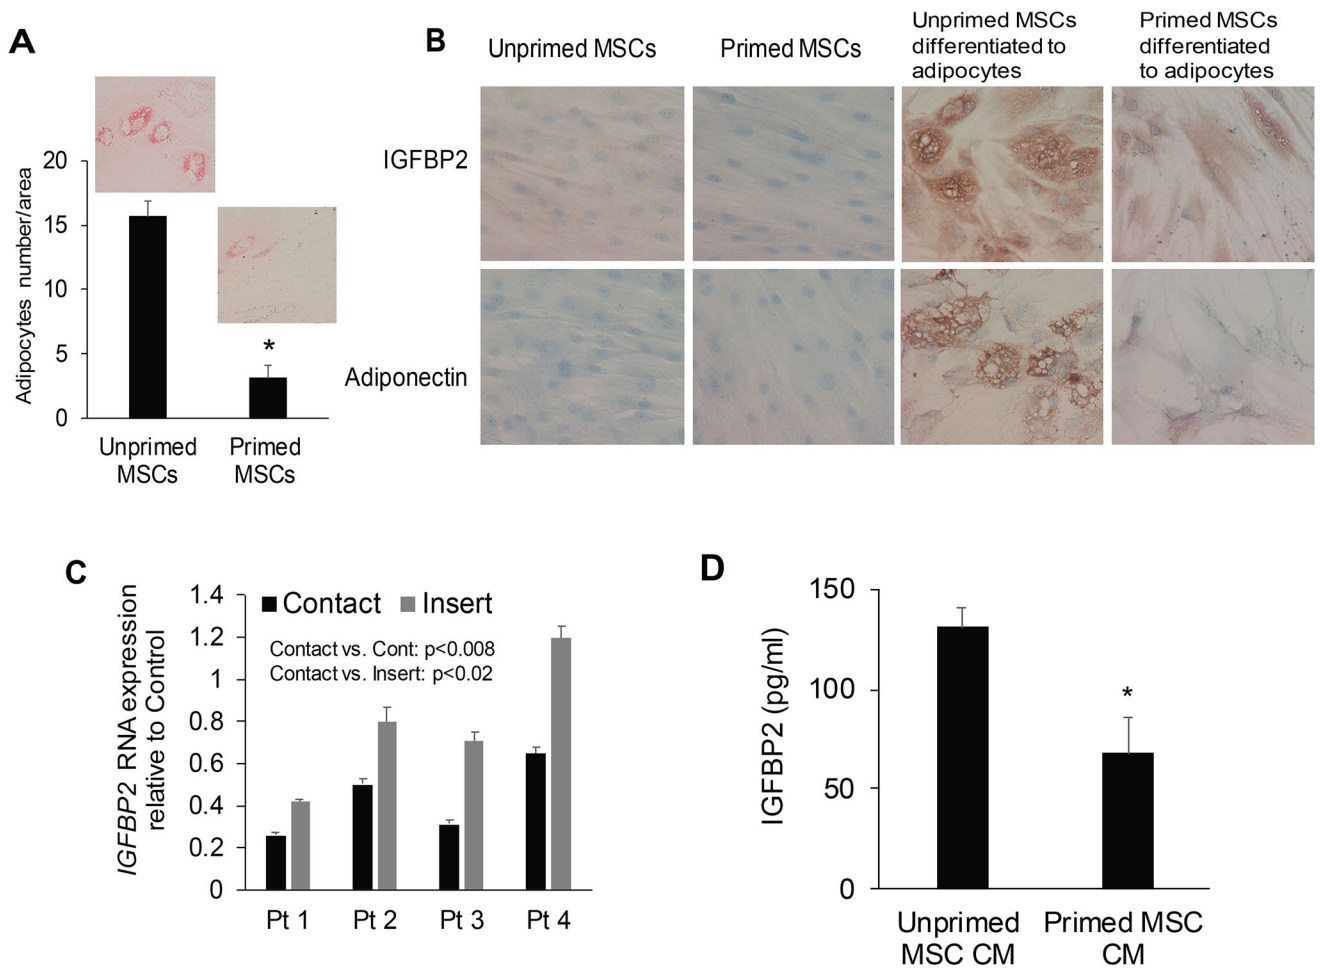 A
20
15
10
5
0
Adipocytes number/area
*
Unprimed
MSCs
Primed
MSCs
B
Unprimed MSCs
Primed MSCs
Unprimed MSCs
differentiated to
adipocytes
Primed MSCs
differentiated
to adipocytes
IGFBP2
Adiponectin
C
IGFBP2 RNA expression
relative to Control
1.4
1.2
1
0.8
0.6
0.4
0.2
0
Contact
Insert
Contact vs. Cont: p<0.008
Contact vs. Insert: p<0.02
Pt 1
Pt 2
Pt 3
Pt 4
D
IGFBP2 (pg/ml)
150
100
50
0
*
Unprimed
MSC CM
Primed MSC
CM